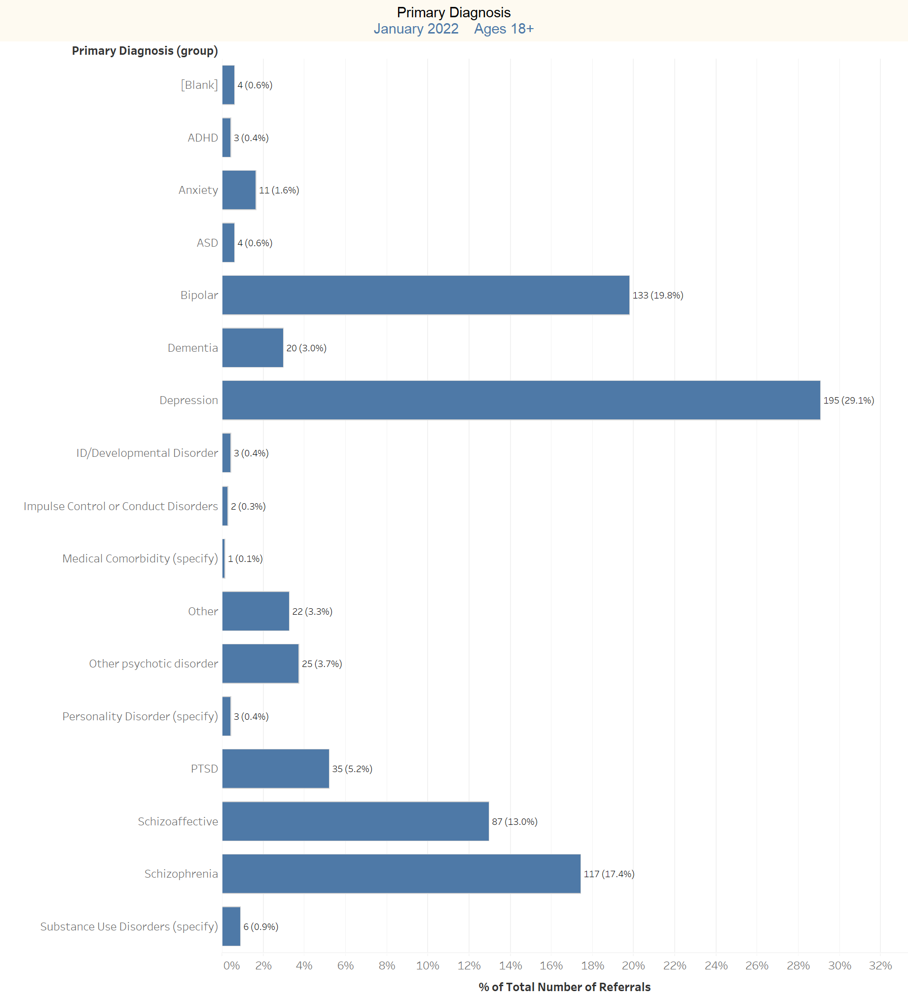 Primary Diagnosis
January 2022 Ages 18+
Primary Diagnosis (group)
[Blank] 4 (0.6%)
ADHD 3 (0.4%)
Anxiety 11 (1.6%)
ASD 4 (0.6%)
Bipolar 133 (19.8%)
Dementia 20 (3.0%)
Depression 195 (29.1%)
ID/Developmental Disorder 3 (0.4%)
Impulse Control or Conduct Disorders 2 (0.3%)
Medical Comorbidity (specify) 1 (0.1%)
Other 22 (3.3%)
Other psychotic disorder 25 (3.7%)
Personality Disorder (specify) 3 (0.4%)
PTSD 35 (5.2%)
Schizoaffective 87 (13.0%)
Schizophrenia 117 (17.4%)
Substance Use Disorders (specify) 6 (0.9%)
0% 2% 4% 6% 8% 10% 12% 14% 16% 18% 20% 22% 24% 26% 28% 30% 32%
% of Total Number of Referrals